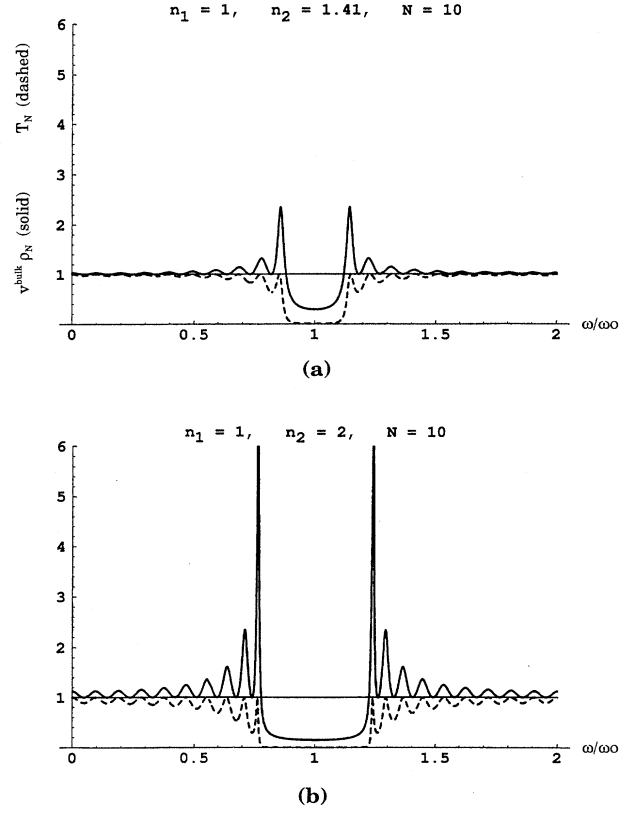 n1 = 1, n2 = 1.41, N = 10
6
5
4
3
2
1
v^bulk ρN (solid) TN (dashed)
0 0.5 1 1.5 2 ω/ωo
(a)
n1 = 1, n2 = 2, N = 10
6
5
4
3
2
1
0 0.5 1 1.5 2 ω/ωo
(b)